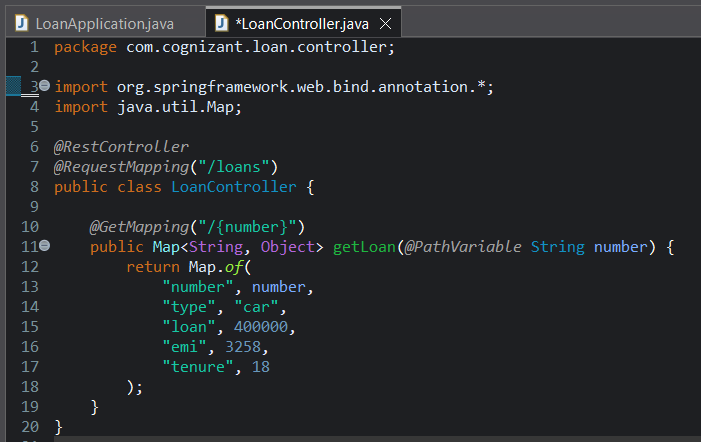 LoanApplication.java *LoanController.java
1 package com.cognizant.loan.controller;
2
3 import org.springframework.web.bind.annotation.*;
4 import java.util.Map;
5
6 @RestController
7 @RequestMapping("/loans")
8 public class LoanController {
9
10 @GetMapping("/{number}")
11 public Map<String, Object> getLoan(@PathVariable String number) {
12 return Map.of(
13 "number", number,
14 "type", "car",
15 "loan", 400000,
16 "emi", 3258,
17 "tenure", 18
18 );
19 }
20 }